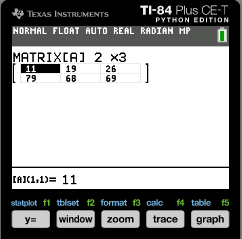 TEXAS INSTRUMENTS TI-84 Plus CE-T
PYTHON EDITION
NORMAL FLOAT AUTO REAL RADIAN MP
MATRIX[A] 2 ×3
[ 11 19 26 ]
79 68 69
[A](1,1)= 11
statplot f1 tblset f2 format f3 calc f4 table f5
y= window zoom trace graph